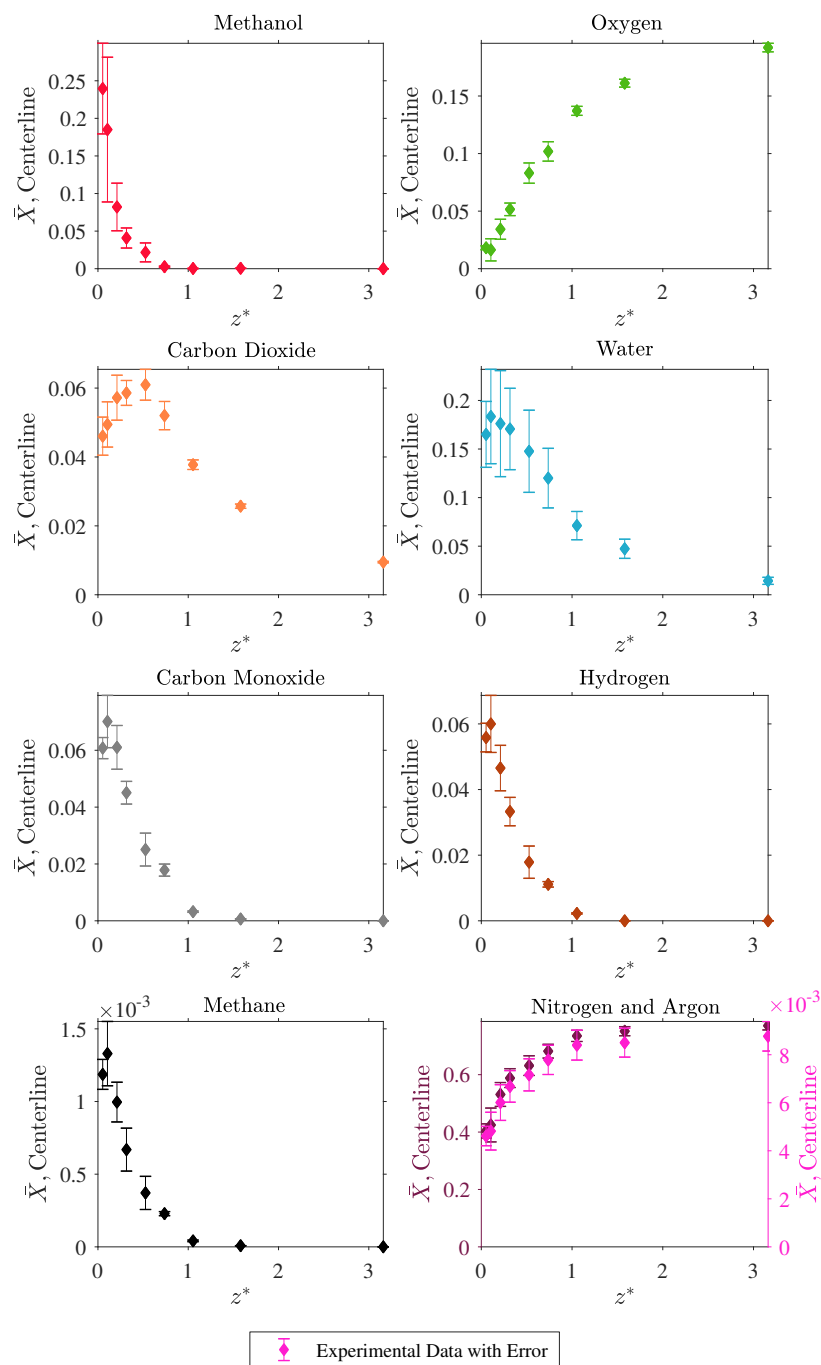 Methanol
X̄, Centerline
0.25
0.2
0.15
0.1
0.05
0
0 1 2 3
z*
Oxygen
X̄, Centerline
0.15
0.1
0.05
0
0 1 2 3
z*
Carbon Dioxide
X̄, Centerline
0.06
0.04
0.02
0
0 1 2 3
z*
Water
X̄, Centerline
0.2
0.15
0.1
0.05
0
0 1 2 3
z*
Carbon Monoxide
X̄, Centerline
0.06
0.04
0.02
0
0 1 2 3
z*
Hydrogen
X̄, Centerline
0.06
0.04
0.02
0
0 1 2 3
z*
Methane
×10⁻³
X̄, Centerline
1.5
1
0.5
0
0 1 2 3
z*
Nitrogen and Argon
×10⁻³
X̄, Centerline
0.6
0.4
0.2
0
8
6
4
2
0
X̄, Centerline
0 1 2 3
z*
Experimental Data with Error